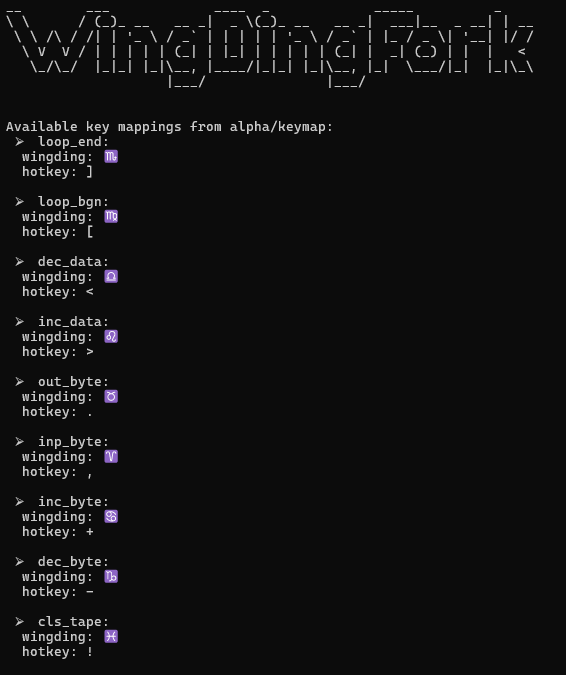 WingDingFork
Available key mappings from alpha/keymap:
⮚ loop_end:
wingding: ♏
hotkey: ]
⮚ loop_bgn:
wingding: ♍
hotkey: [
⮚ dec_data:
wingding: ♎
hotkey: <
⮚ inc_data:
wingding: ♌
hotkey: >
⮚ out_byte:
wingding: ♉
hotkey: .
⮚ inp_byte:
wingding: ♈
hotkey: ,
⮚ inc_byte:
wingding: ♋
hotkey: +
⮚ dec_byte:
wingding: ♑
hotkey: -
⮚ cls_tape:
wingding: ♓
hotkey: !